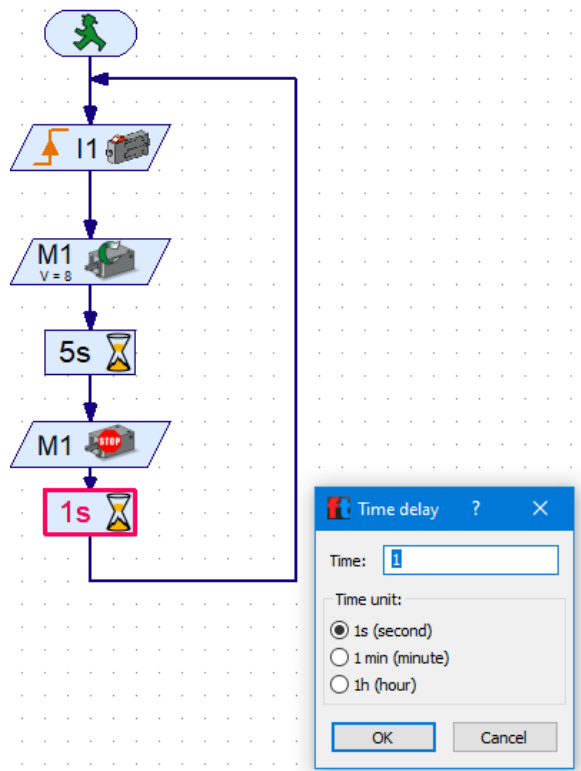 I1
M1
V = 8
5s
M1
STOP
1s
ft Time delay ?
Time: 1
Time unit:
1s (second)
1 min (minute)
1h (hour)
OK Cancel